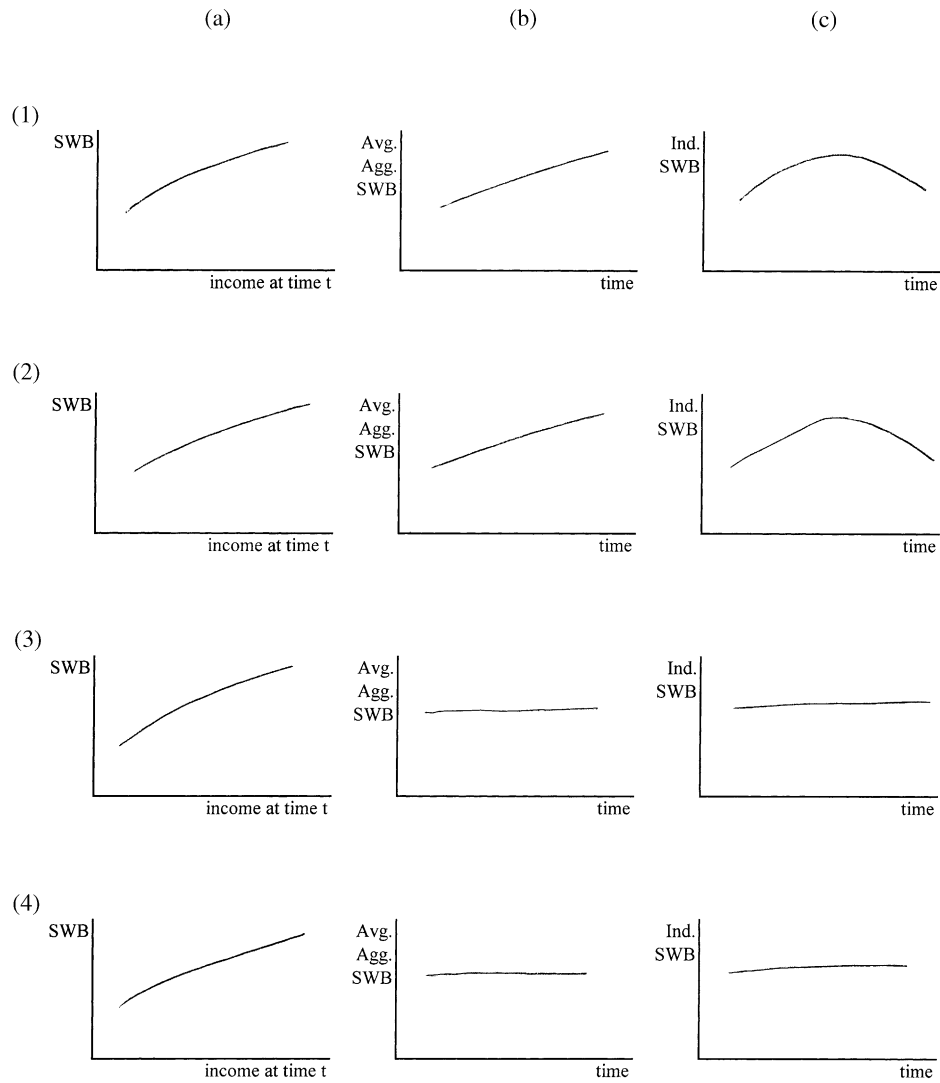 (a)
(b)
(c)
(1)
SWB
income at time t
Avg.
Agg.
SWB
time
Ind.
SWB
time
(2)
SWB
income at time t
Avg.
Agg.
SWB
time
Ind.
SWB
time
(3)
SWB
income at time t
Avg.
Agg.
SWB
time
Ind.
SWB
time
(4)
SWB
income at time t
Avg.
Agg.
SWB
time
Ind.
SWB
time